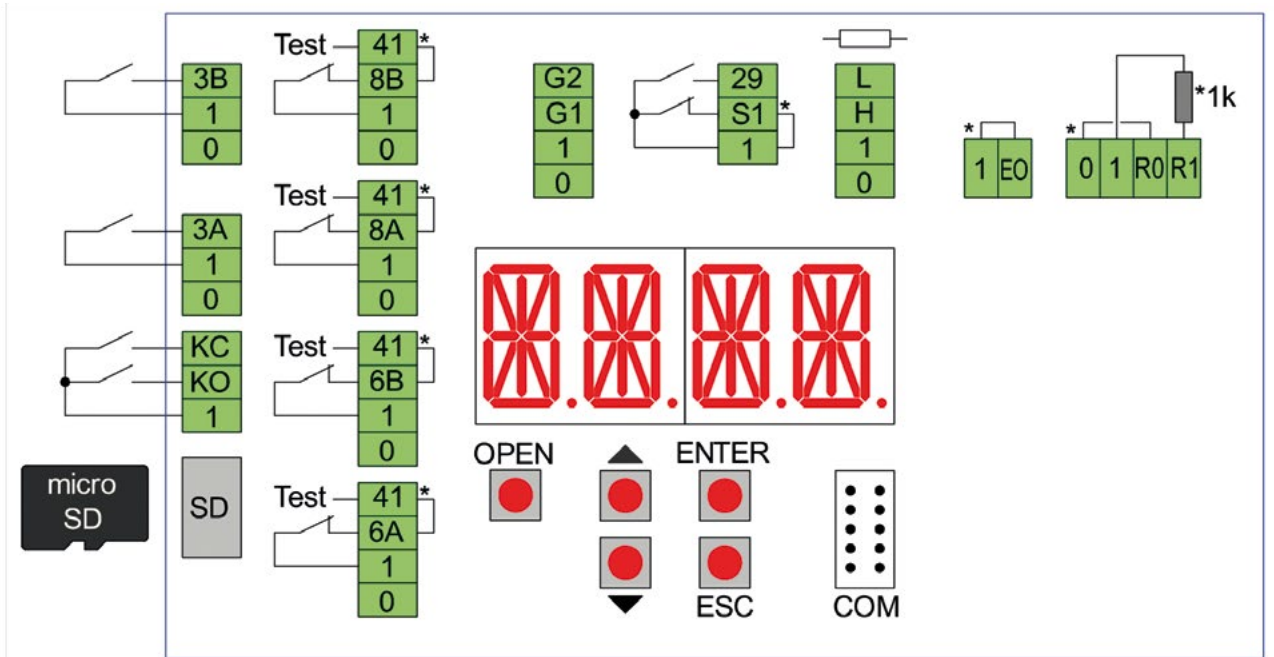 Test 41 *
3B 8B
1 1
0 0
G2
G1
1
0
29
S1 *
1
L
H
1
0
*
1 EO
* *1k
0 1 R0 R1
Test 41 *
3A 8A
1 1
0 0
KC
KO
1
Test 41 *
6B
1
0
micro
SD
SD
Test 41 *
6A
1
0
OPEN ▲ ENTER
▼ ESC COM